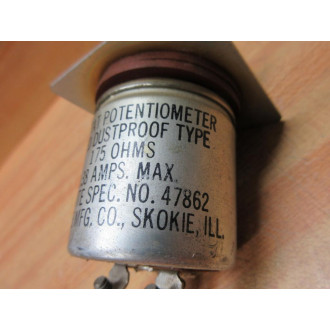 POTENTIOMETER
DUSTPROOF TYPE
175 OHMS
AMPS. MAX.
SPEC. NO. 47862
MFG. CO., SKOKIE, ILL.